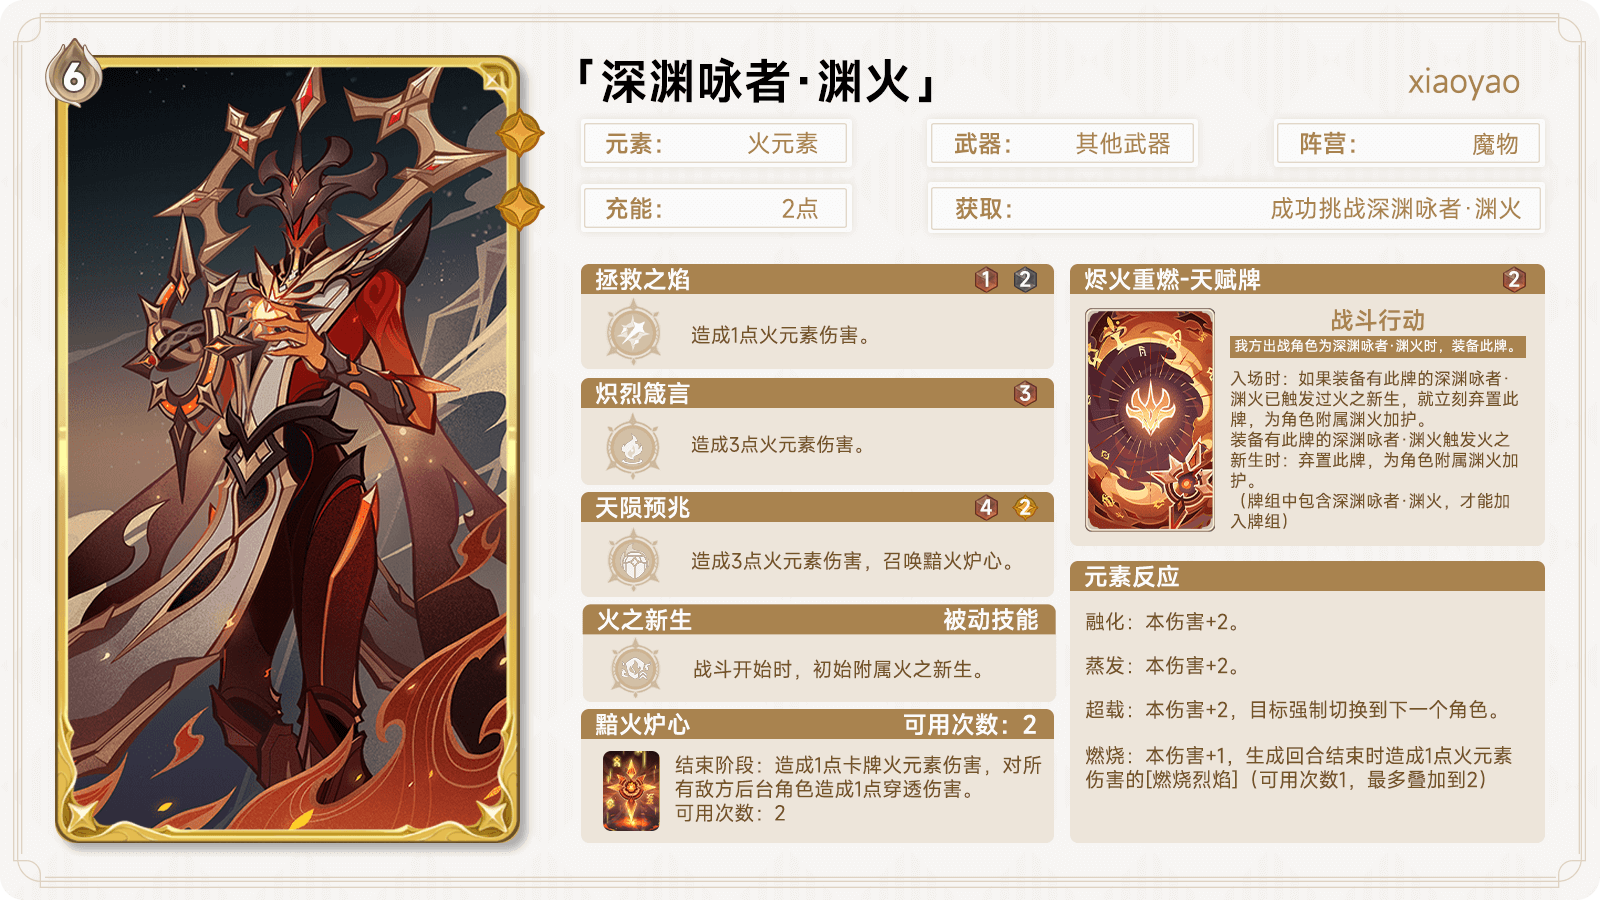 6
「深渊咏者·渊火」
xiaoyao
元素： 火元素
武器： 其他武器
阵营： 魔物
充能： 2点
获取： 成功挑战深渊咏者·渊火
拯救之焰 1 2
造成1点火元素伤害。
炽烈箴言 3
造成3点火元素伤害。
天陨预兆 4 2
造成3点火元素伤害，召唤黯火炉心。
火之新生 被动技能
战斗开始时，初始附属火之新生。
黯火炉心 可用次数：2
结束阶段：造成1点卡牌火元素伤害，对所
有敌方后台角色造成1点穿透伤害。
可用次数：2
烬火重燃-天赋牌 2
战斗行动
我方出战角色为深渊咏者·渊火时，装备此牌。
入场时：如果装备有此牌的深渊咏者·
渊火已触发过火之新生，就立刻弃置此
牌，为角色附属渊火加护。
装备有此牌的深渊咏者·渊火触发火之
新生时：弃置此牌，为角色附属渊火加
护。
（牌组中包含深渊咏者·渊火，才能加
入牌组）
元素反应
融化：本伤害+2。
蒸发：本伤害+2。
超载：本伤害+2，目标强制切换到下一个角色。
燃烧：本伤害+1，生成回合结束时造成1点火元素
伤害的[燃烧烈焰]（可用次数1，最多叠加到2）